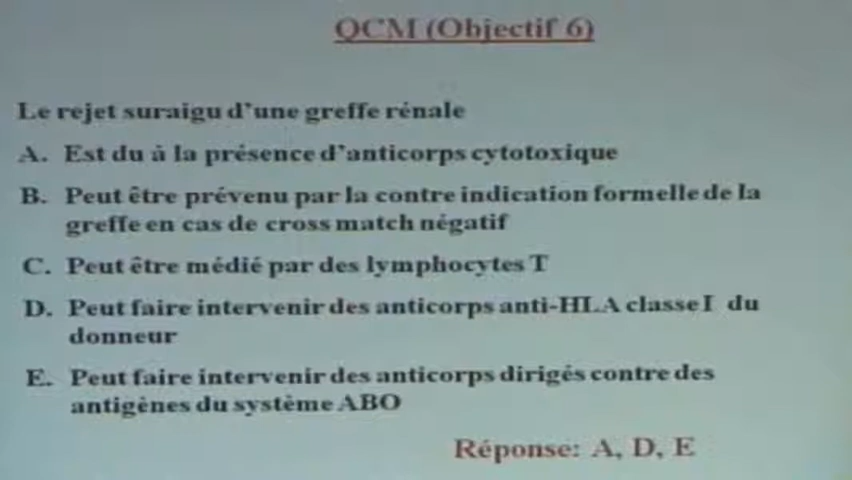 QCM (Objectif 6)
Le rejet suraigu d'une greffe rénale
A. Est du à la présence d'anticorps cytotoxique
B. Peut être prévenu par la contre indication formelle de la
greffe en cas de cross match négatif
C. Peut être médié par des lymphocytes T
D. Peut faire intervenir des anticorps anti-HLA classe I du
donneur
E. Peut faire intervenir des anticorps dirigés contre des
antigènes du système ABO
Réponse: A, D, E